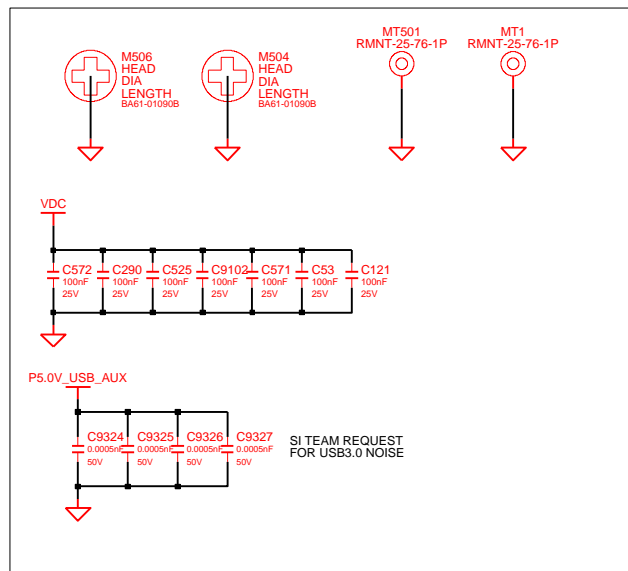 M506
HEAD
DIA
LENGTH
BA61-01090B
M504
HEAD
DIA
LENGTH
BA61-01090B
MT501
RMNT-25-76-1P
MT1
RMNT-25-76-1P
VDC
C572
100nF
25V
C290
100nF
25V
C525
100nF
25V
C9102
100nF
25V
C571
100nF
25V
C53
100nF
25V
C121
100nF
25V
P5.0V_USB_AUX
C9324
0.0005nF
50V
C9325
0.0005nF
50V
C9326
0.0005nF
50V
C9327
0.0005nF
50V
SI TEAM REQUEST
FOR USB3.0 NOISE